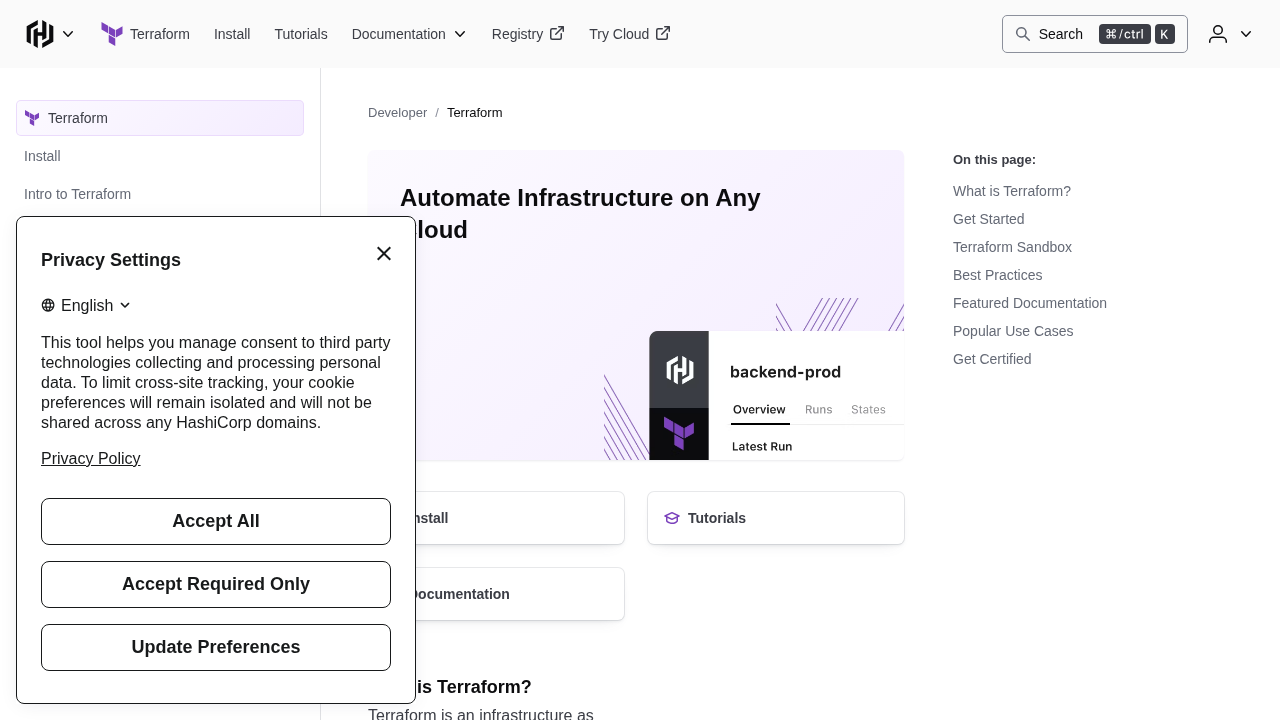 Terraform
Install
Tutorials
Documentation
Registry
Try Cloud
Search
⌘/ctrl
K
Terraform
Install
Intro to Terraform
Developer / Terraform
Automate Infrastructure on Any
loud
backend-prod
Overview
Runs
States
Latest Run
nstall
Tutorials
ocumentation
is Terraform?
Terraform is an infrastructure as
On this page:
What is Terraform?
Get Started
Terraform Sandbox
Best Practices
Featured Documentation
Popular Use Cases
Get Certified
Privacy Settings
English
This tool helps you manage consent to third party
technologies collecting and processing personal
data. To limit cross-site tracking, your cookie
preferences will remain isolated and will not be
shared across any HashiCorp domains.
Privacy Policy
Accept All
Accept Required Only
Update Preferences